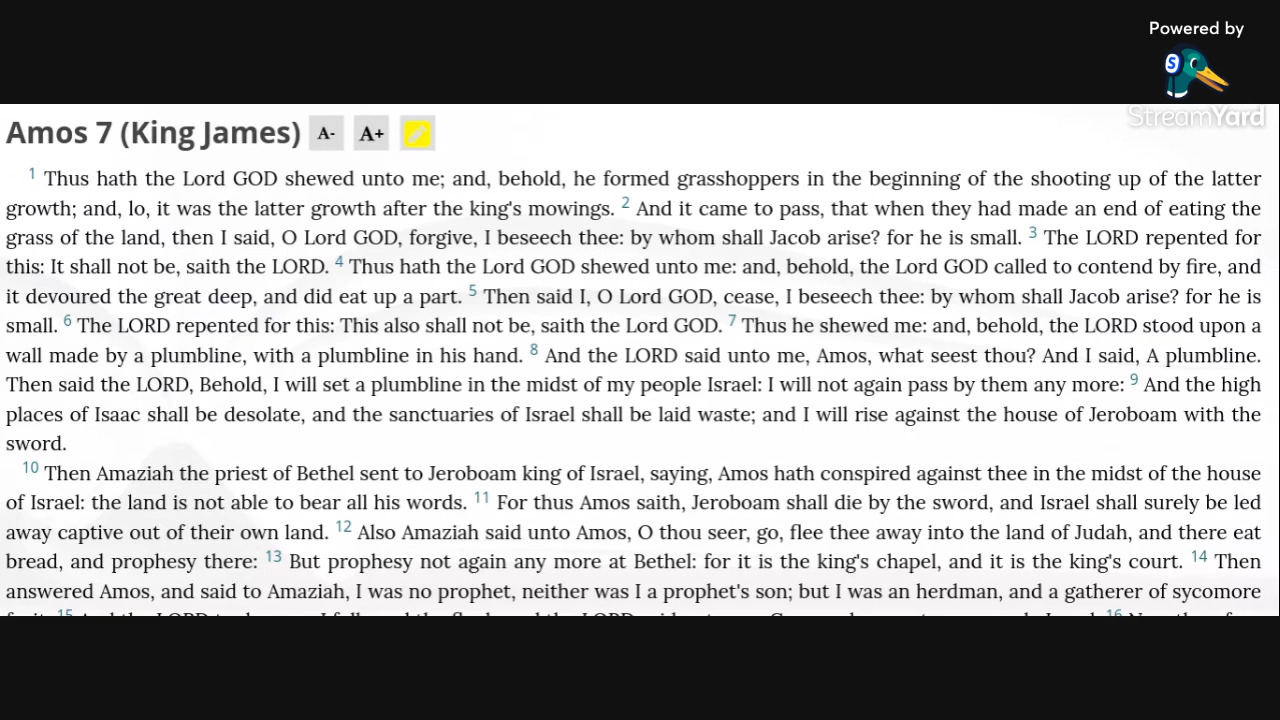 Powered by
StreamYard
Amos 7 (King James) A- A+
1 Thus hath the Lord GOD shewed unto me; and, behold, he formed grasshoppers in the beginning of the shooting up of the latter
growth; and, lo, it was the latter growth after the king's mowings. 2 And it came to pass, that when they had made an end of eating the
grass of the land, then I said, O Lord GOD, forgive, I beseech thee: by whom shall Jacob arise? for he is small. 3 The LORD repented for
this: It shall not be, saith the LORD. 4 Thus hath the Lord GOD shewed unto me: and, behold, the Lord GOD called to contend by fire, and
it devoured the great deep, and did eat up a part. 5 Then said I, O Lord GOD, cease, I beseech thee: by whom shall Jacob arise? for he is
small. 6 The LORD repented for this: This also shall not be, saith the Lord GOD. 7 Thus he shewed me: and, behold, the LORD stood upon a
wall made by a plumbline, with a plumbline in his hand. 8 And the LORD said unto me, Amos, what seest thou? And I said, A plumbline.
Then said the LORD, Behold, I will set a plumbline in the midst of my people Israel: I will not again pass by them any more: 9 And the high
places of Isaac shall be desolate, and the sanctuaries of Israel shall be laid waste; and I will rise against the house of Jeroboam with the
sword.
10 Then Amaziah the priest of Bethel sent to Jeroboam king of Israel, saying, Amos hath conspired against thee in the midst of the house
of Israel: the land is not able to bear all his words. 11 For thus Amos saith, Jeroboam shall die by the sword, and Israel shall surely be led
away captive out of their own land. 12 Also Amaziah said unto Amos, O thou seer, go, flee thee away into the land of Judah, and there eat
bread, and prophesy there: 13 But prophesy not again any more at Bethel: for it is the king's chapel, and it is the king's court. 14 Then
answered Amos, and said to Amaziah, I was no prophet, neither was I a prophet's son; but I was an herdman, and a gatherer of sycomore